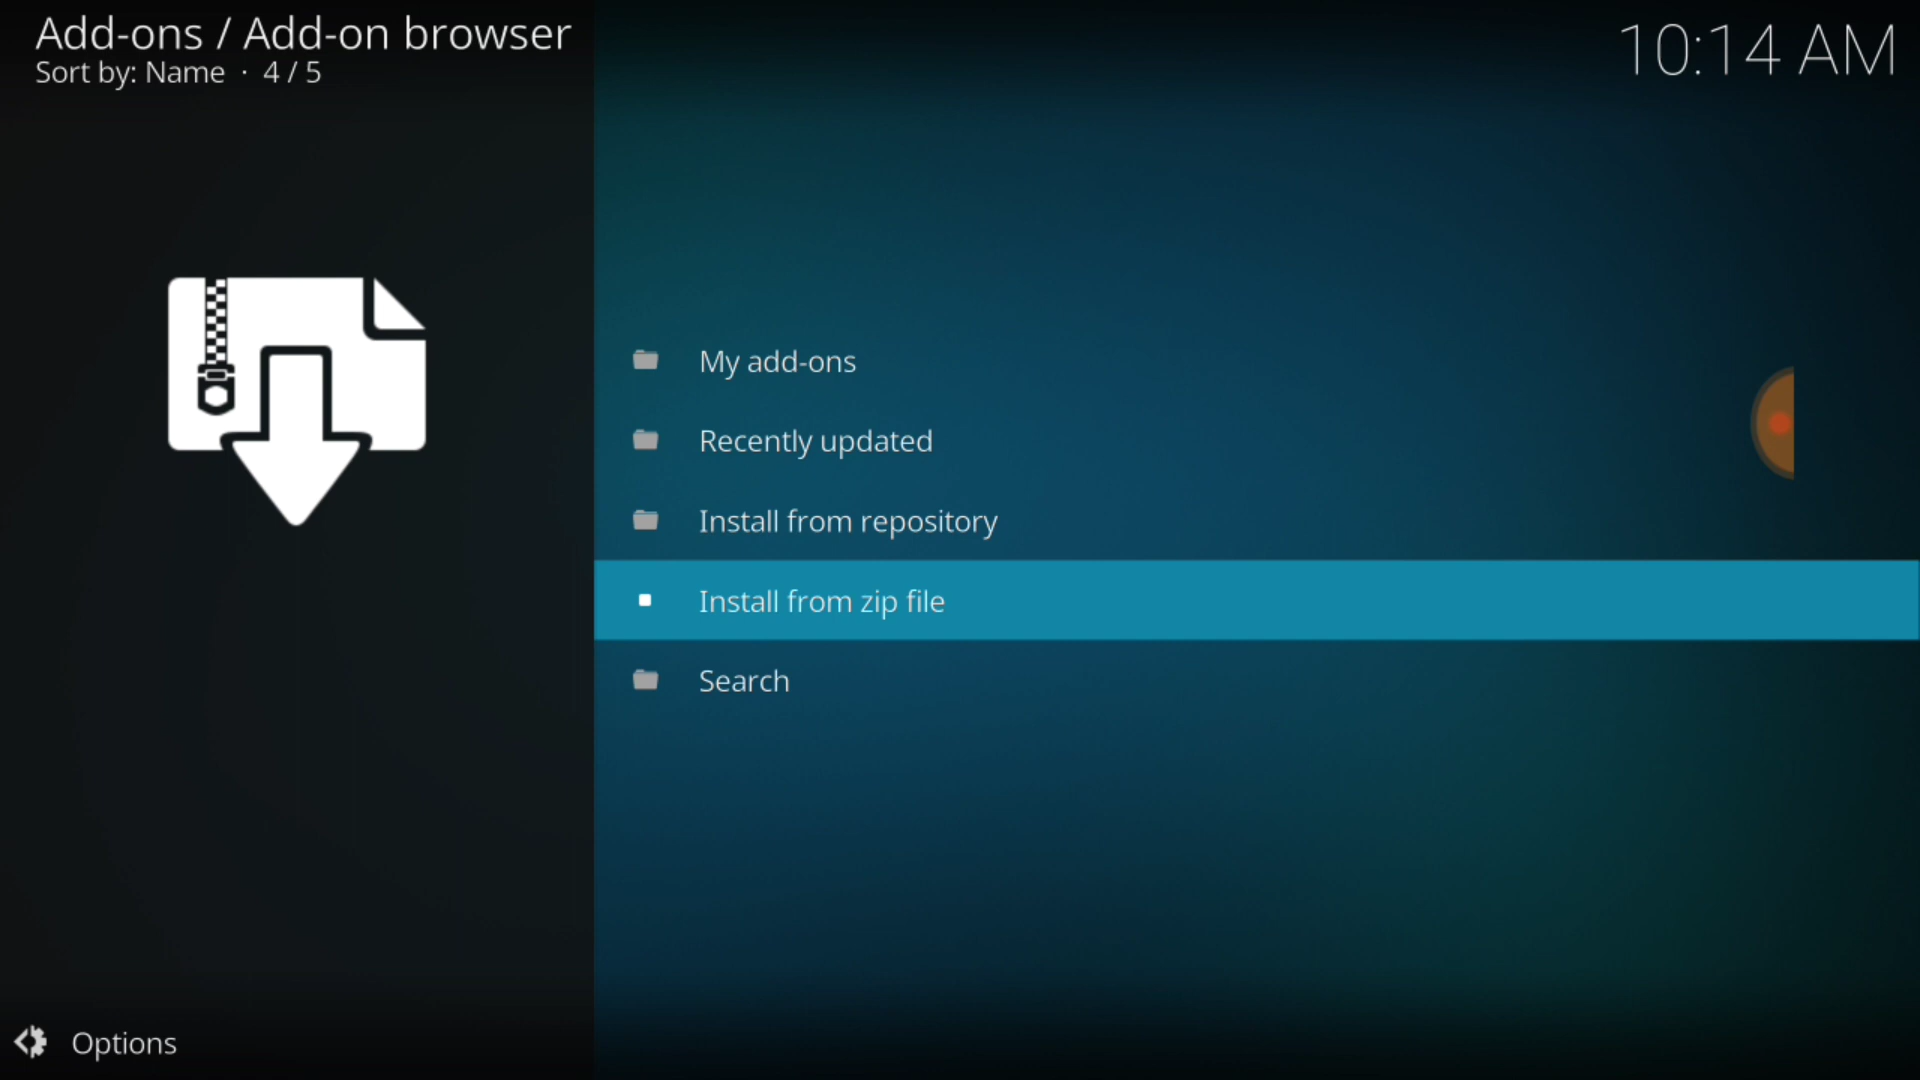 Add-ons / Add-on browser
Sort by: Name · 4 / 5
10:14 AM
My add-ons
Recently updated
Install from repository
Install from zip file
Search
Options